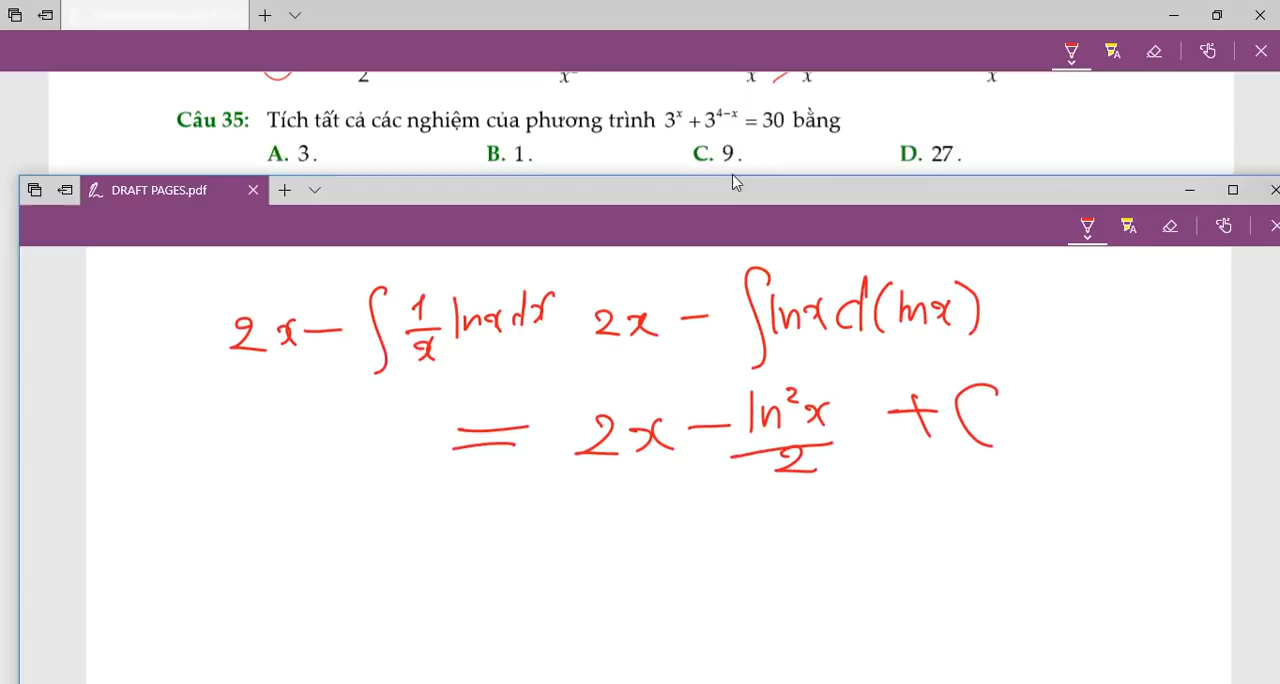 2 x x x
Câu 35: Tích tất cả các nghiệm của phương trình 3^x + 3^{4-x} = 30 bằng
A. 3. B. 1. C. 9. D. 27.
DRAFT PAGES.pdf
2x - ∫ 1/x lnx dx 2x - ∫ lnx d(lnx)
= 2x - ln²x/2 + C